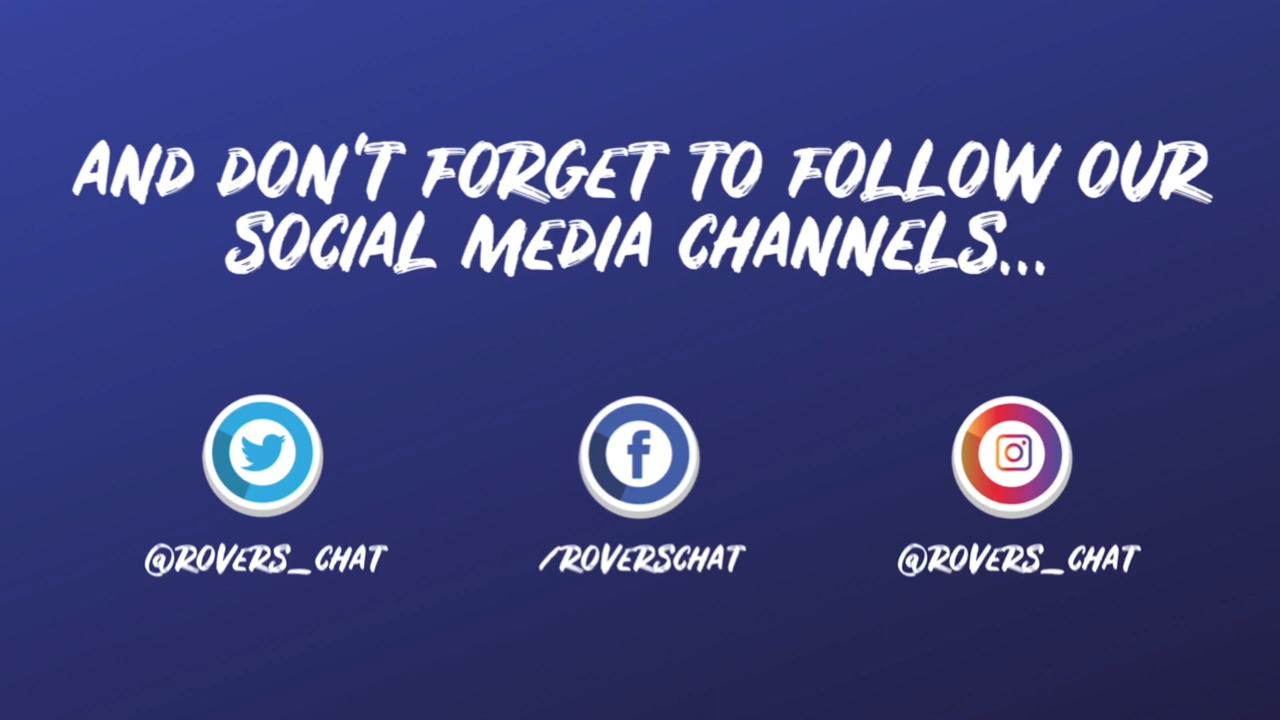 AND DON'T FORGET TO FOLLOW OUR
SOCIAL MEDIA CHANNELS...
@ROVERS_CHAT
/ROVERSCHAT
@ROVERS_CHAT